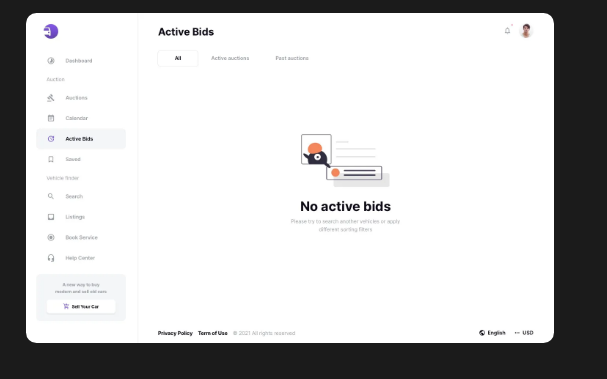 Active Bids
All
Active auctions
Past auctions
Dashboard
Auction
Auctions
Calendar
Active Bids
Saved
Vehicle finder
Search
Listings
Book Service
Help Center
A new way to buy
modern and sell old cars
Sell Your Car
No active bids
Please try to search another vehicles or apply
different sorting filters
Privacy Policy
Term of Use
© 2021 All rights reserved
English
USD